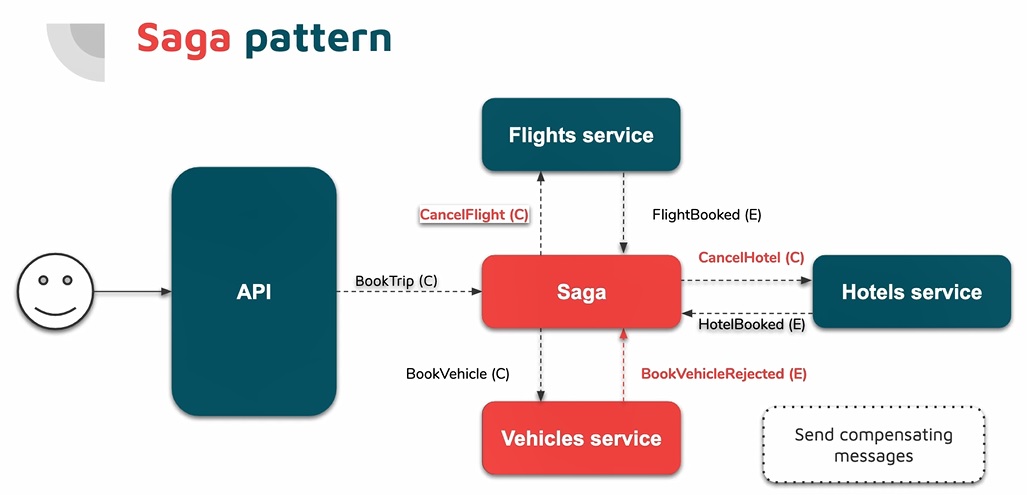 Saga pattern
Flights service
CancelFlight (C)
FlightBooked (E)
CancelHotel (C)
BookTrip (C)
API
Saga
Hotels service
HotelBooked (E)
BookVehicle (C)
BookVehicleRejected (E)
Vehicles service
Send compensating
messages